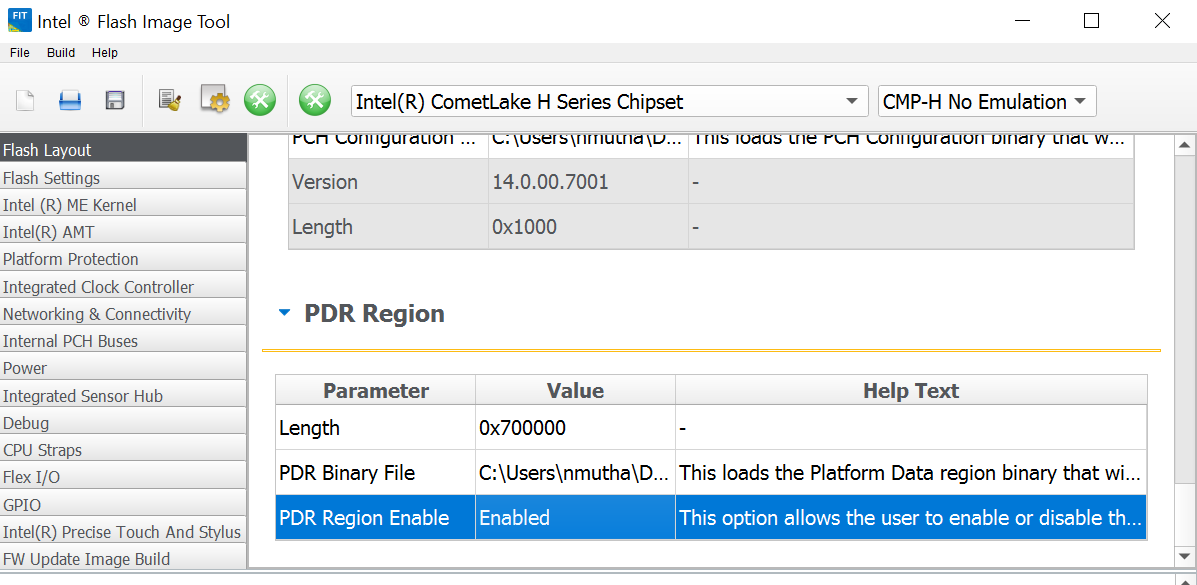 FIT Intel ® Flash Image Tool
File Build Help
Intel(R) CometLake H Series Chipset CMP-H No Emulation
Flash Layout
Flash Settings
Intel (R) ME Kernel
Intel(R) AMT
Platform Protection
Integrated Clock Controller
Networking & Connectivity
Internal PCH Buses
Power
Integrated Sensor Hub
Debug
CPU Straps
Flex I/O
GPIO
Intel(R) Precise Touch And Stylus
FW Update Image Build
PCH Configuration ... C:\Users\nmutha\D... This loads the PCH Configuration binary that w...
Version 14.0.00.7001 -
Length 0x1000 -
PDR Region
Parameter Value Help Text
Length 0x700000 -
PDR Binary File C:\Users\nmutha\D... This loads the Platform Data region binary that wi...
PDR Region Enable Enabled This option allows the user to enable or disable th...